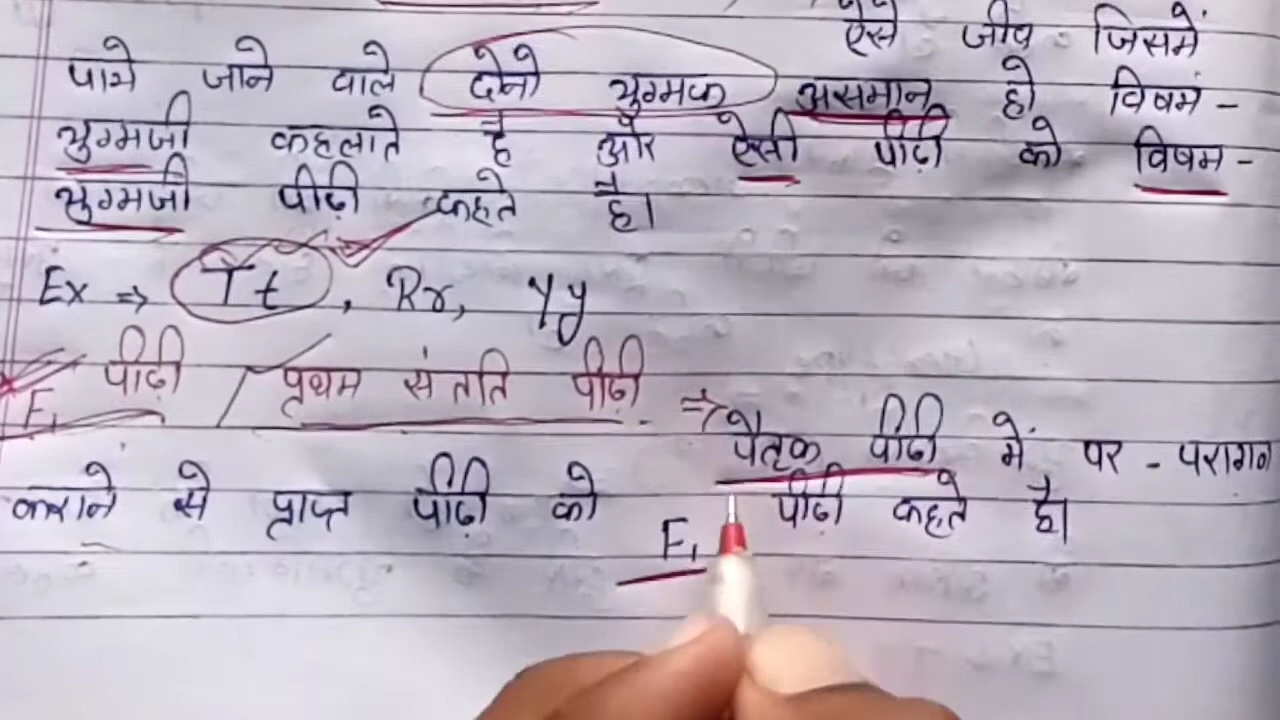 ऐसे जीव जिसमें
पाये जाने वाले दोनो युग्मक असमान हो विषम-
युग्मजी कहलाते है और ऐसी पीढ़ी को विषम-
युग्मजी पीढ़ी कहते है।
Ex ⇒ Tt, Rr, Yy
F₁ पीढ़ी / प्रथम संतति पीढ़ी ⇒ पैतृक पीढ़ी में पर-परागण
कराने से प्राप्त पीढ़ी को F₁ पीढ़ी कहते है।